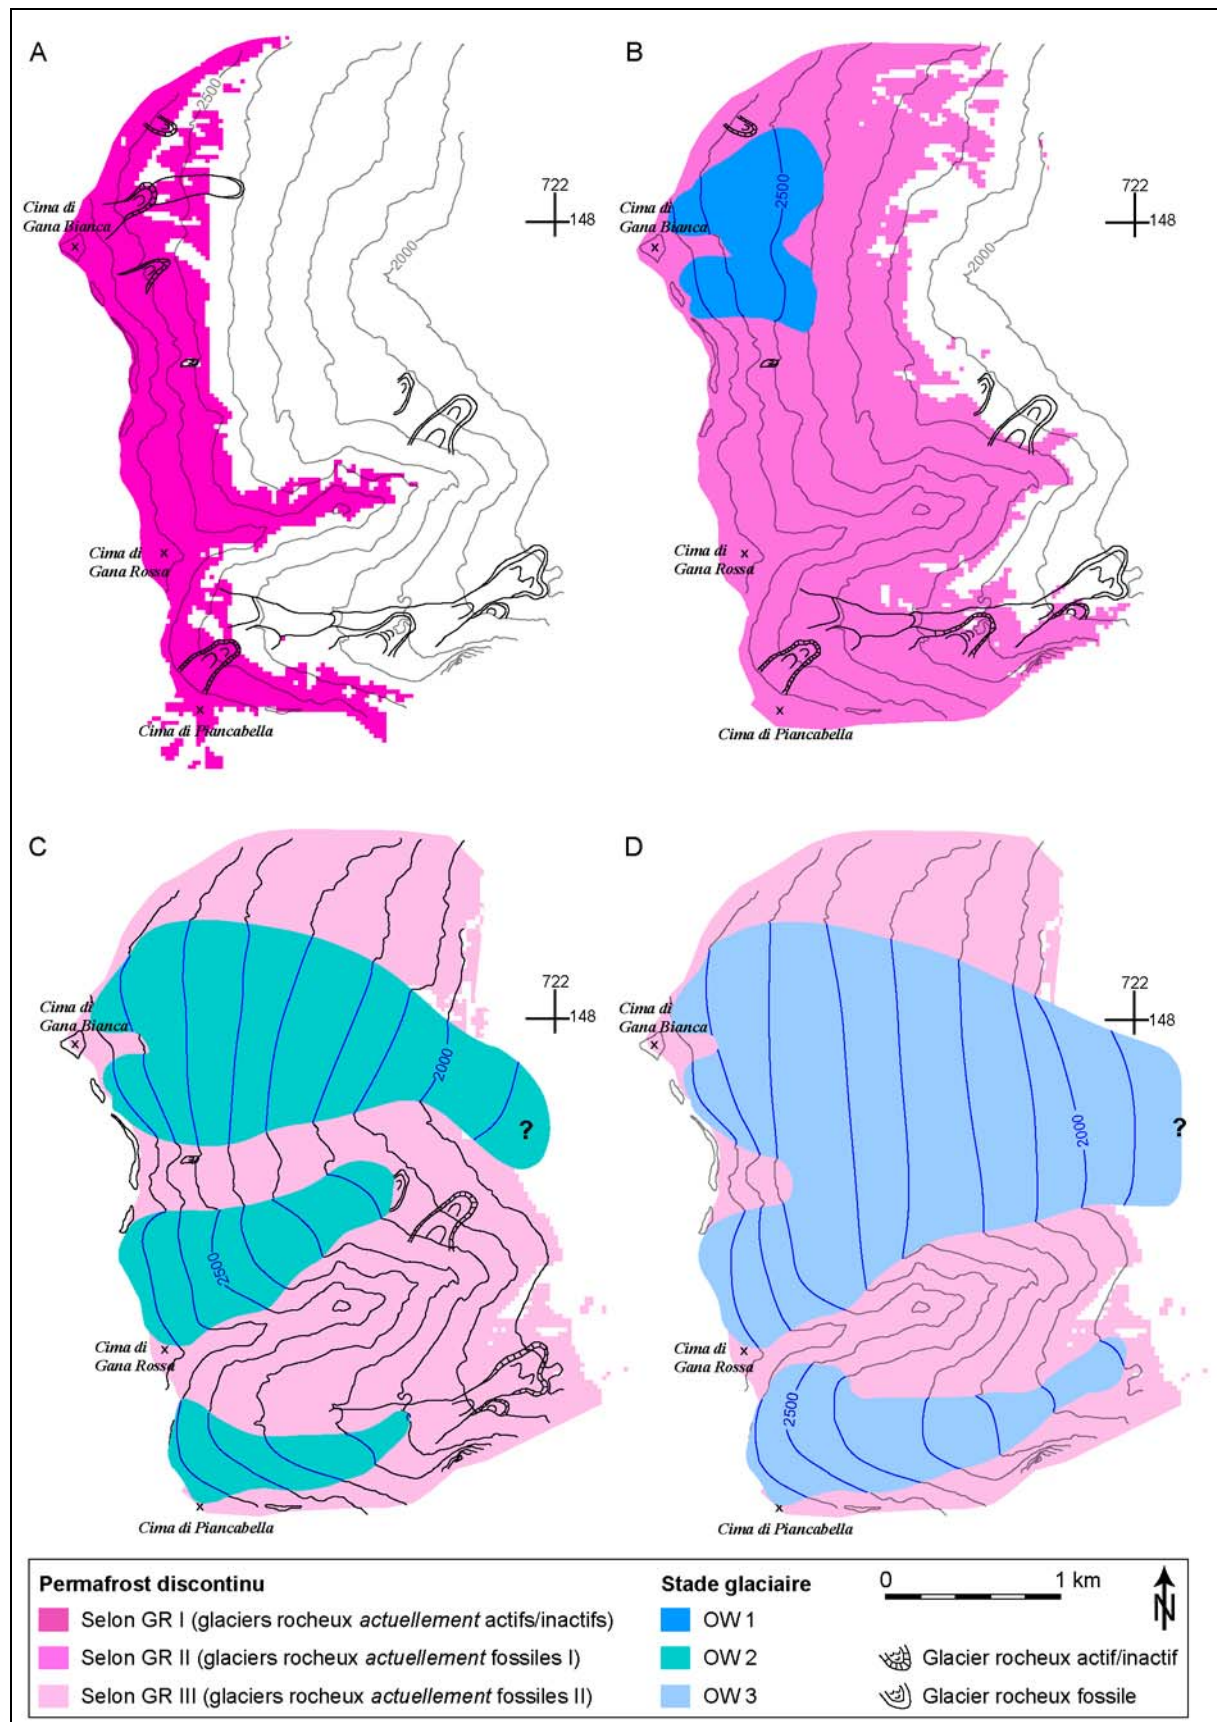 A
2500
Cima di
Gana Bianca
722
148
2000
Cima di
Gana Rossa
Cima di Piancabella
B
2500
Cima di
Gana Bianca
722
148
2000
Cima di
Gana Rossa
Cima di Piancabella
C
722
148
Cima di
Gana Bianca
2000
?
2500
Cima di
Gana Rossa
Cima di Piancabella
D
722
148
Cima di
Gana Bianca
2000
?
Cima di
Gana Rossa
2500
Cima di Piancabella
Permafrost discontinu
Selon GR I (glaciers rocheux actuellement actifs/inactifs)
Selon GR II (glaciers rocheux actuellement fossiles I)
Selon GR III (glaciers rocheux actuellement fossiles II)
Stade glaciaire
OW 1
OW 2
OW 3
0 1 km
N
Glacier rocheux actif/inactif
Glacier rocheux fossile